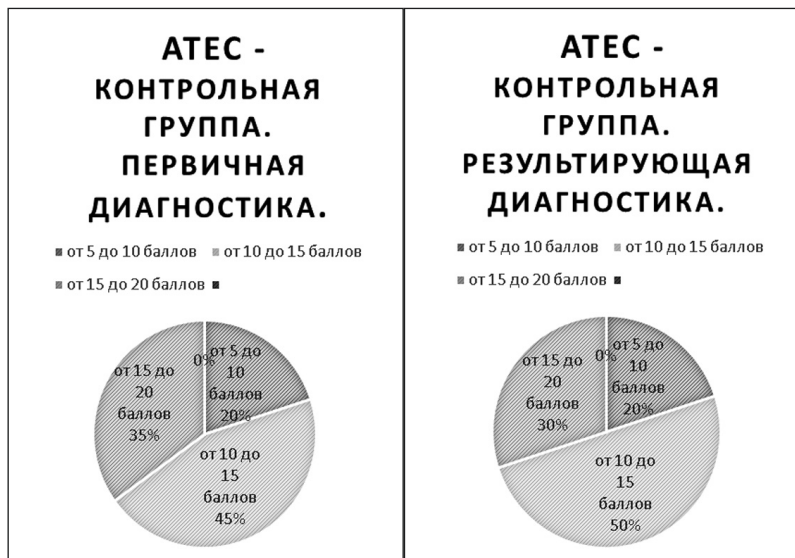 АТЕС -
КОНТРОЛЬНАЯ
ГРУППА.
ПЕРВИЧНАЯ
ДИАГНОСТИКА.
от 5 до 10 баллов от 10 до 15 баллов
от 15 до 20 баллов
0%
от 5 до
10
баллов
20%
от 10 до
15
баллов
45%
от 15 до
20
баллов
35%
АТЕС -
КОНТРОЛЬНАЯ
ГРУППА.
РЕЗУЛЬТИРУЮЩАЯ
ДИАГНОСТИКА.
от 5 до 10 баллов от 10 до 15 баллов
от 15 до 20 баллов
0%
от 5 до
10
баллов
20%
от 10 до
15
баллов
50%
от 15 до
20
баллов
30%